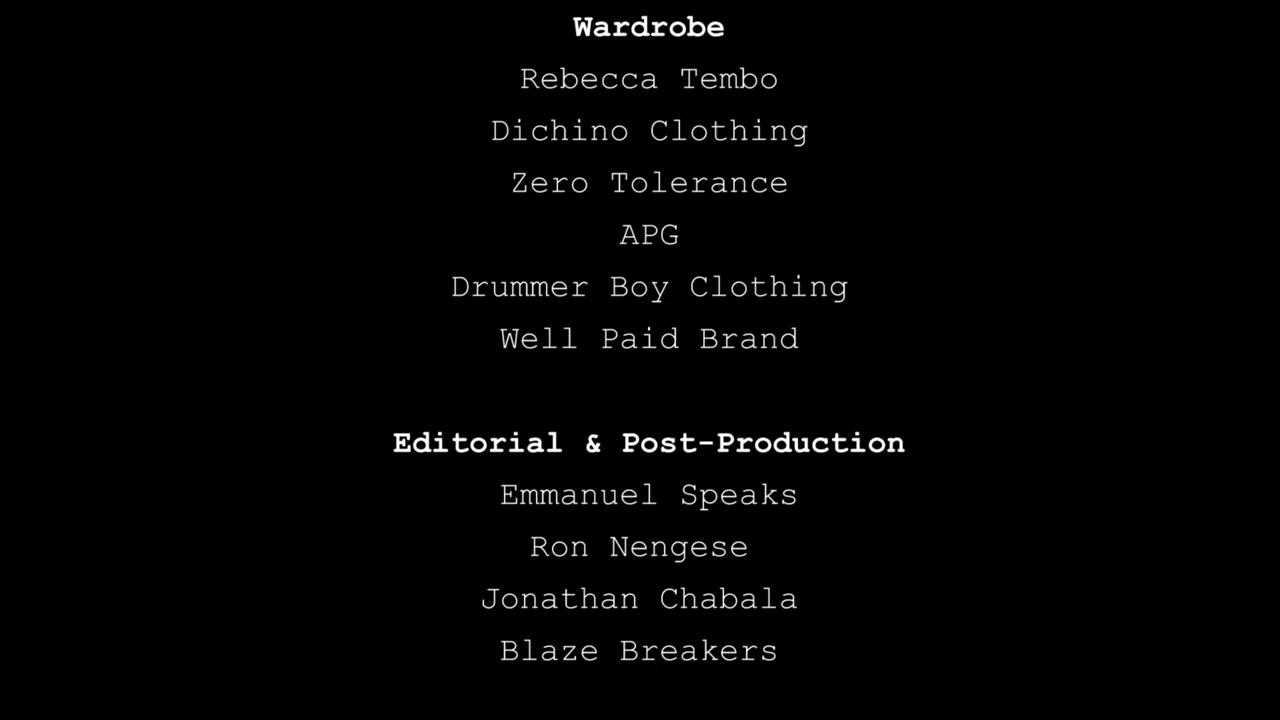 Wardrobe
Rebecca Tembo
Dichino Clothing
Zero Tolerance
APG
Drummer Boy Clothing
Well Paid Brand
Editorial & Post-Production
Emmanuel Speaks
Ron Nengese
Jonathan Chabala
Blaze Breakers